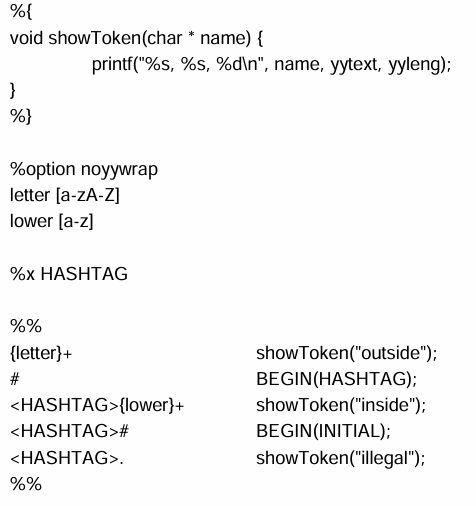 %{
void showToken(char * name) {
printf("%s, %s, %d\n", name, yytext, yyleng);
}
%}
%option noyywrap
letter [a-zA-Z]
lower [a-z]
%x HASHTAG
%%
{letter}+ showToken("outside");
# BEGIN(HASHTAG);
<HASHTAG>{lower}+ showToken("inside");
<HASHTAG># BEGIN(INITIAL);
<HASHTAG>. showToken("illegal");
%%